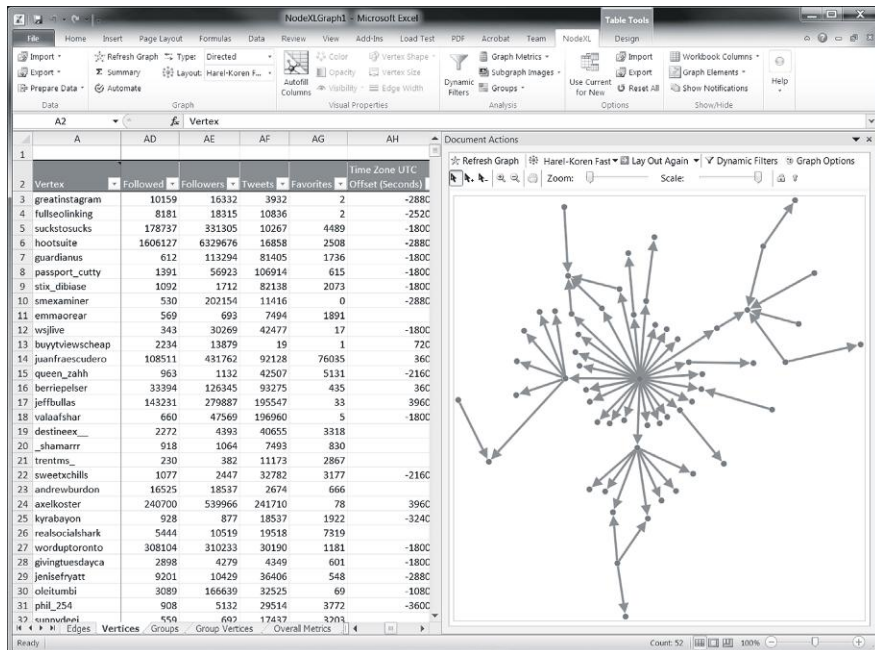 NodeXLGraph1 - Microsoft Excel
Table Tools
File Home Insert Page Layout Formulas Data Review View Add-Ins Load Test PDF Acrobat Team NodeXL Design
Import Refresh Graph Type: Directed Color Vertex Shape Graph Metrics Import Workbook Columns
Export Summary Layout: Harel-Koren F... Opacity Vertex Size Subgraph Images Export Graph Elements
Prepare Data Automate Autofill Columns Visibility Edge Width Dynamic Filters Groups Use Current for New Reset All Show Notifications Help
Data Graph Visual Properties Analysis Options Show/Hide
A2 fx Vertex
A AD AE AF AG AH
Document Actions
1
Refresh Graph Harel-Koren Fast Lay Out Again Dynamic Filters Graph Options
Zoom: Scale:
2 Vertex Followed Followers Tweets Favorites Time Zone UTC Offset (Seconds)
3 greatinstagram 10159 16332 3932 2 -2880
4 fullseolinking 8181 18315 10836 2 -2520
5 suckstosucks 178737 331305 10267 4489 -1800
6 hootsuite 1606127 6329676 16858 2508 -2880
7 guardianus 612 113294 81405 1736 -1800
8 passport_cutty 1391 56923 106914 615 -1800
9 stix_dibiase 1092 1712 82138 2073 -1800
10 smexaminer 530 202154 11416 0 -2880
11 emmaorear 569 693 7494 1891
12 wsjlive 343 30269 42477 17 -1800
13 buyytviewscheap 2234 13879 19 1 720
14 juanfraescudero 108511 431762 92128 76035 360
15 queen_zahh 963 1132 42507 5131 -2160
16 berriepelser 33394 126345 93275 435 360
17 jeffbullas 143231 279887 195547 33 3960
18 valaafshar 660 47569 196960 5 -1800
19 destineex__ 2272 4393 40655 3318
20 _shamarrr 918 1064 7493 830
21 trentms_ 230 382 11173 2867
22 sweetxchills 1077 2447 32782 3177 -2160
23 andrewburdon 16525 18537 2674 666
24 axelkoster 240700 539966 241710 78 3960
25 kyrabayon 928 877 18537 1922 -3240
26 realsocialshark 5444 10519 19518 7319
27 worduptoronto 308104 310233 30190 1181 -1800
28 givingtuesdayca 2898 4279 4349 601 -1800
29 jenisefryatt 9201 10429 36406 548 -2880
30 oleitumbi 3089 166639 32525 69 -1080
31 phil_254 908 5132 29514 3772 -3600
32 sunnydeei 559 692 17437 3203
Edges Vertices Groups Group Vertices Overall Metrics
Ready Count: 52 100%